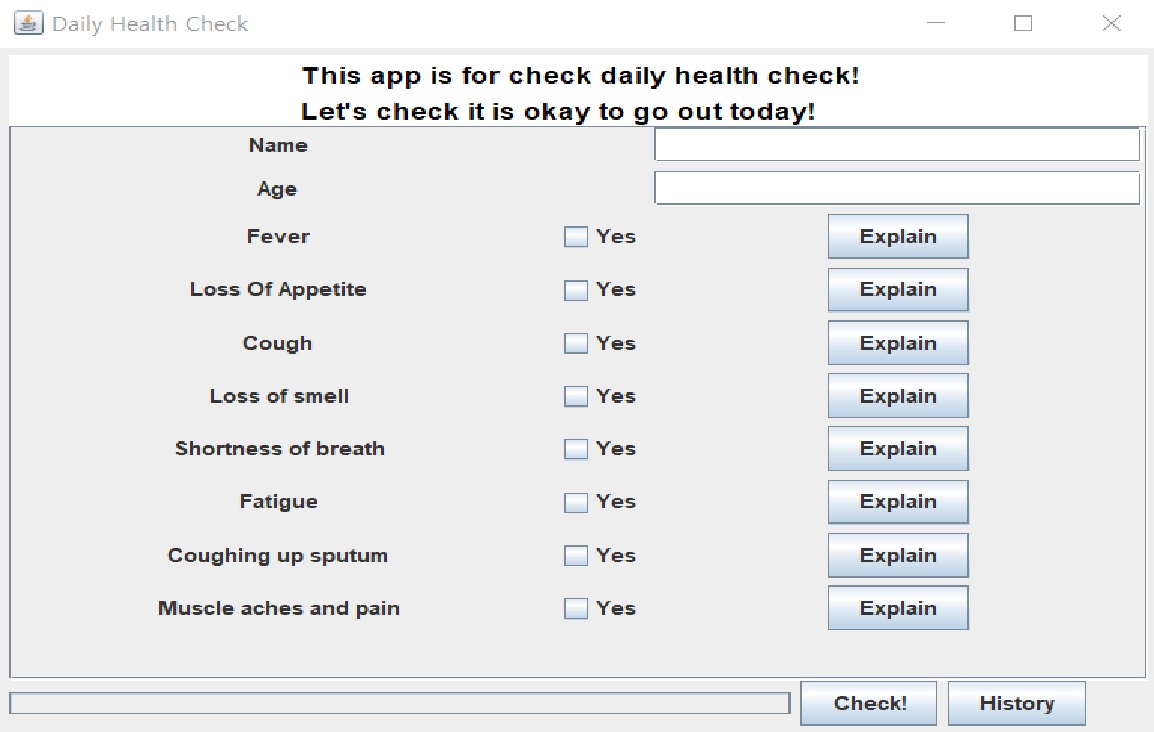 Daily Health Check
This app is for check daily health check!
Let's check it is okay to go out today!
Name
Age
Fever Yes Explain
Loss Of Appetite Yes Explain
Cough Yes Explain
Loss of smell Yes Explain
Shortness of breath Yes Explain
Fatigue Yes Explain
Coughing up sputum Yes Explain
Muscle aches and pain Yes Explain
Check! History